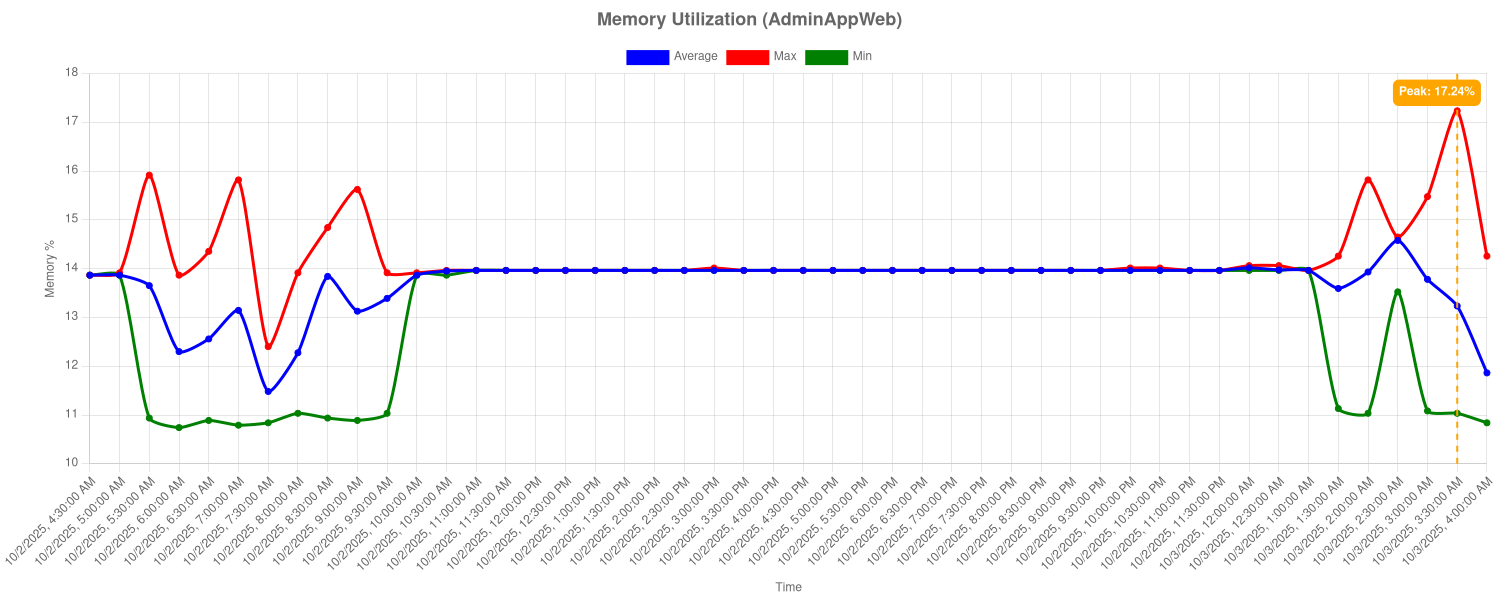 Memory Utilization (AdminAppWeb)
Average Max Min
Peak: 17.24%
18
17
16
15
14
13
12
11
10
Memory %
10/2/2025, 4:30:00 AM
10/2/2025, 5:00:00 AM
10/2/2025, 5:30:00 AM
10/2/2025, 6:00:00 AM
10/2/2025, 6:30:00 AM
10/2/2025, 7:00:00 AM
10/2/2025, 7:30:00 AM
10/2/2025, 8:00:00 AM
10/2/2025, 8:30:00 AM
10/2/2025, 9:00:00 AM
10/2/2025, 9:30:00 AM
10/2/2025, 10:00:00 AM
10/2/2025, 10:30:00 AM
10/2/2025, 11:00:00 AM
10/2/2025, 11:30:00 AM
10/2/2025, 12:00:00 PM
10/2/2025, 12:30:00 PM
10/2/2025, 1:00:00 PM
10/2/2025, 1:30:00 PM
10/2/2025, 2:00:00 PM
10/2/2025, 2:30:00 PM
10/2/2025, 3:00:00 PM
10/2/2025, 3:30:00 PM
10/2/2025, 4:00:00 PM
10/2/2025, 4:30:00 PM
10/2/2025, 5:00:00 PM
10/2/2025, 5:30:00 PM
10/2/2025, 6:00:00 PM
10/2/2025, 6:30:00 PM
10/2/2025, 7:00:00 PM
10/2/2025, 7:30:00 PM
10/2/2025, 8:00:00 PM
10/2/2025, 8:30:00 PM
10/2/2025, 9:00:00 PM
10/2/2025, 9:30:00 PM
10/2/2025, 10:00:00 PM
10/2/2025, 10:30:00 PM
10/2/2025, 11:00:00 PM
10/2/2025, 11:30:00 PM
10/3/2025, 12:00:00 AM
10/3/2025, 12:30:00 AM
10/3/2025, 1:00:00 AM
10/3/2025, 1:30:00 AM
10/3/2025, 2:00:00 AM
10/3/2025, 2:30:00 AM
10/3/2025, 3:00:00 AM
10/3/2025, 3:30:00 AM
10/3/2025, 4:00:00 AM
Time